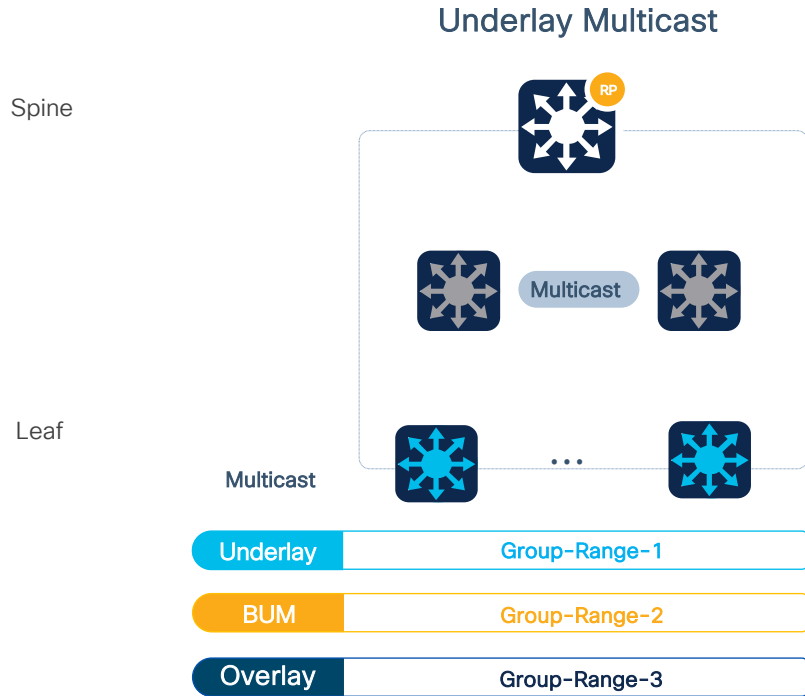 Underlay Multicast
Spine
RP
Multicast
Leaf
...
Multicast
Underlay Group-Range-1
BUM Group-Range-2
Overlay Group-Range-3